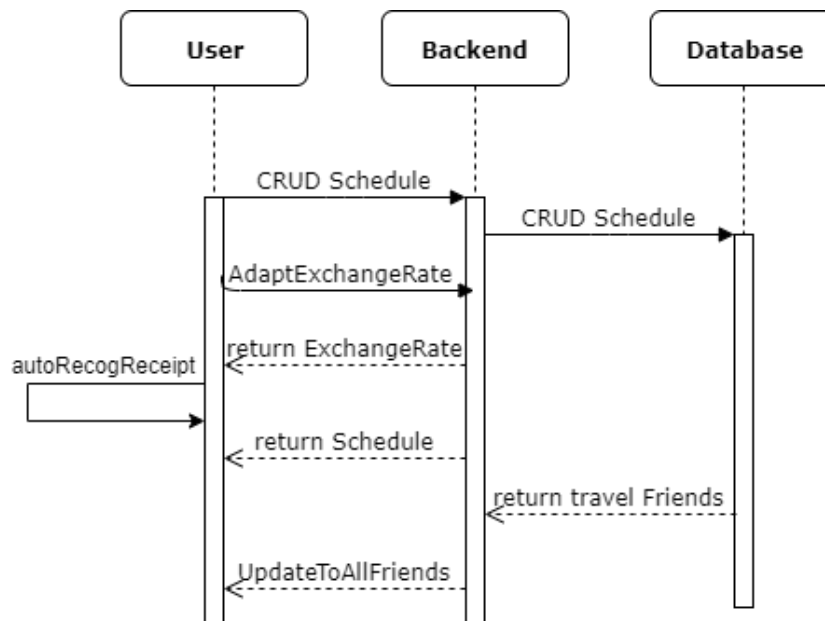 User
Backend
Database
CRUD Schedule
CRUD Schedule
AdaptExchangeRate
return ExchangeRate
autoRecogReceipt
return Schedule
return travel Friends
UpdateToAllFriends